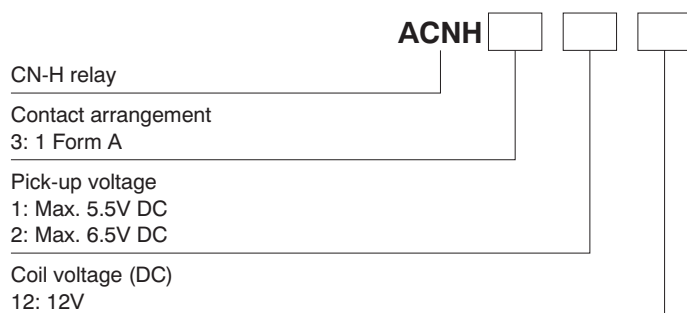 ACNH
CN-H relay
Contact arrangement
3: 1 Form A
Pick-up voltage
1: Max. 5.5V DC
2: Max. 6.5V DC
Coil voltage (DC)
12: 12V